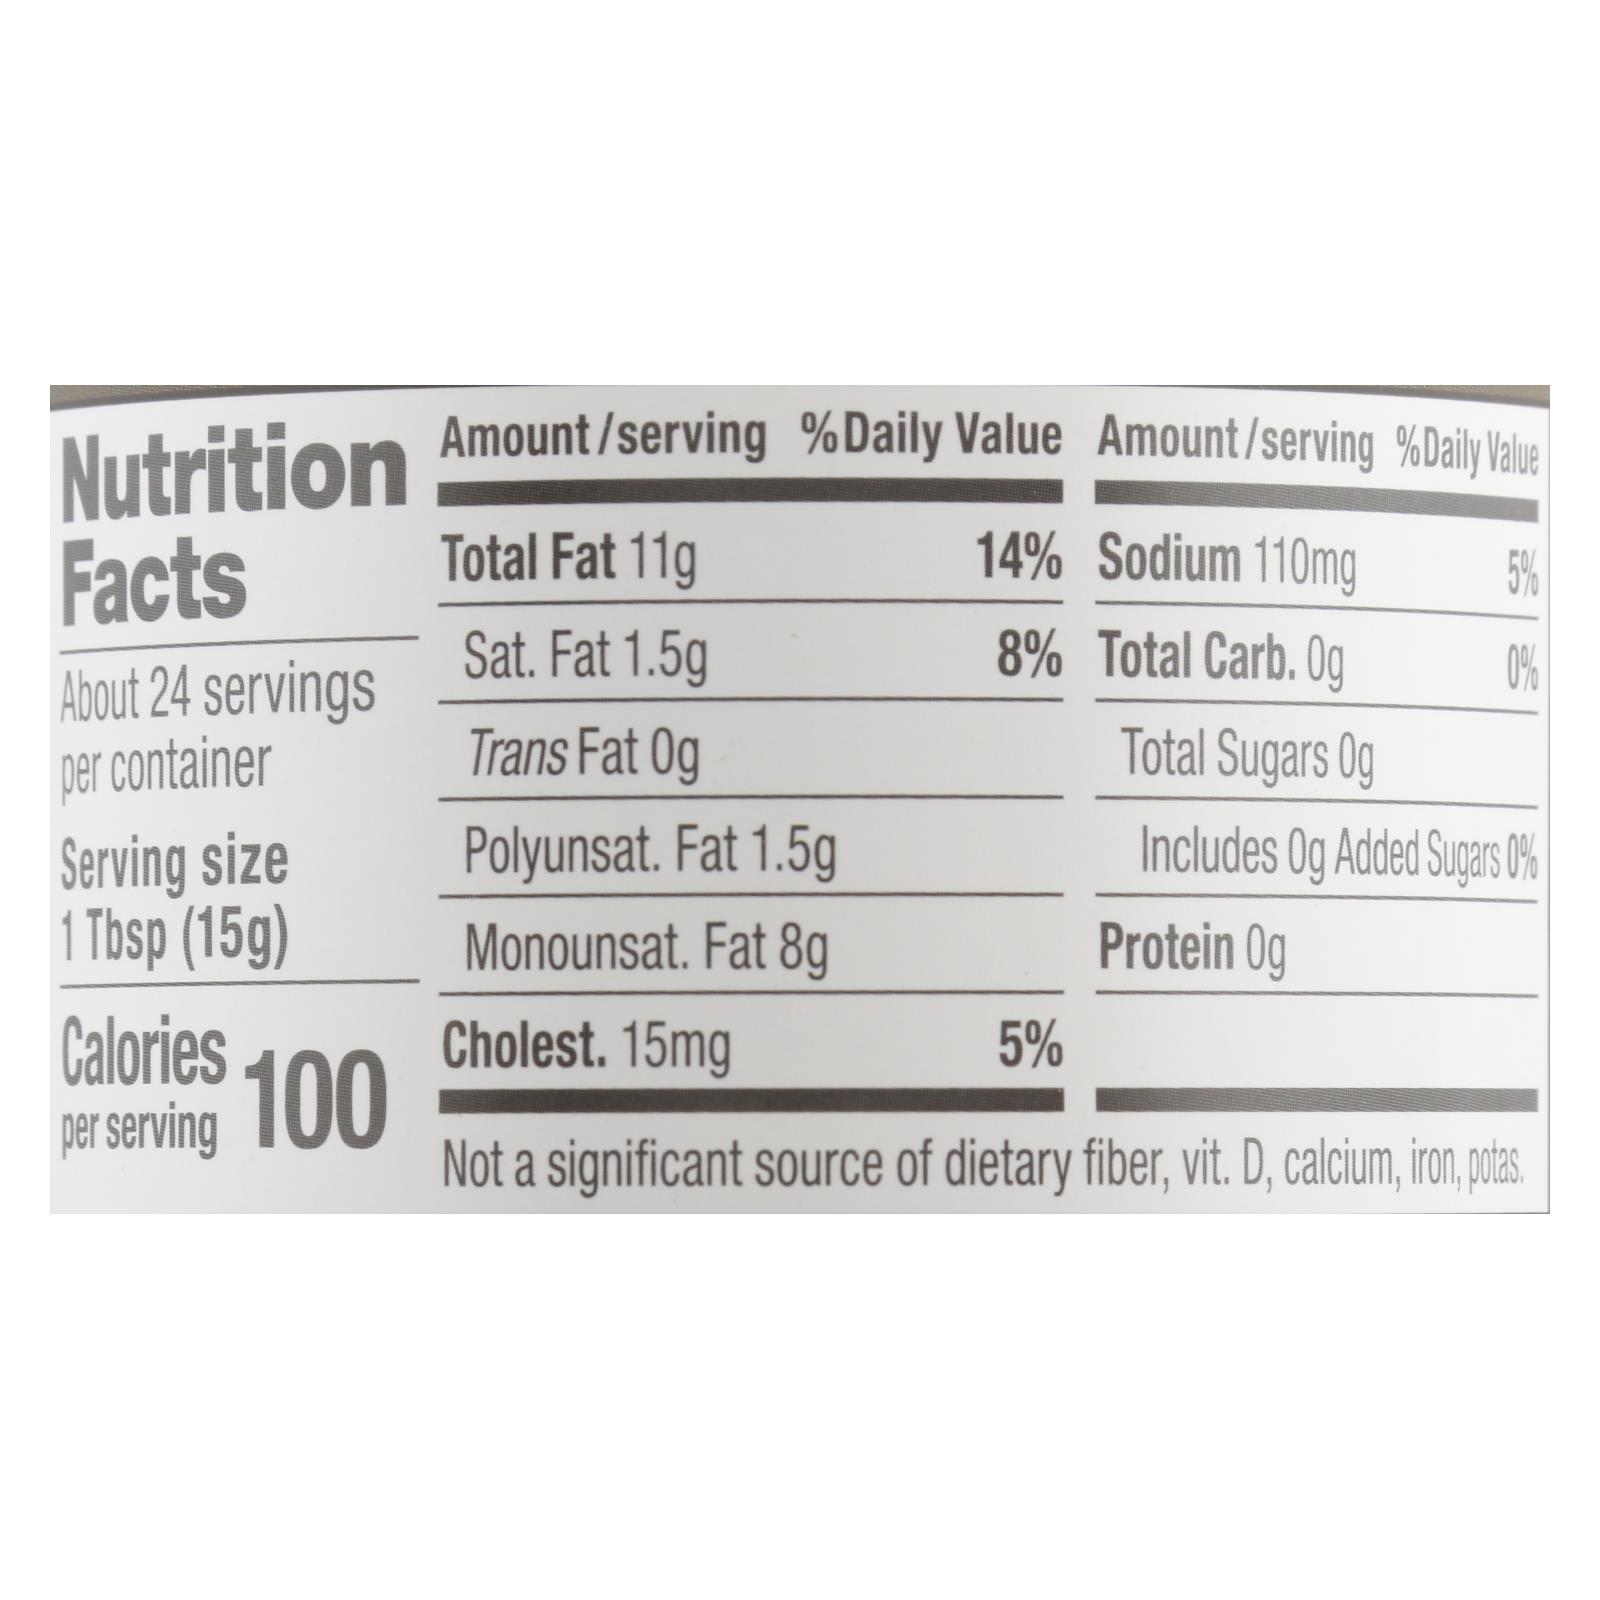 Nutrition
Facts
About 24 servings
per container
Serving size
1 Tbsp (15g)
Calories
per serving 100
Amount/serving %Daily Value
Total Fat 11g 14%
Sat. Fat 1.5g 8%
Trans Fat 0g
Polyunsat. Fat 1.5g
Monounsat. Fat 8g
Cholest. 15mg 5%
Amount/serving %Daily Value
Sodium 110mg 5%
Total Carb. 0g 0%
Total Sugars 0g
Includes 0g Added Sugars 0%
Protein 0g
Not a significant source of dietary fiber, vit. D, calcium, iron, potas.